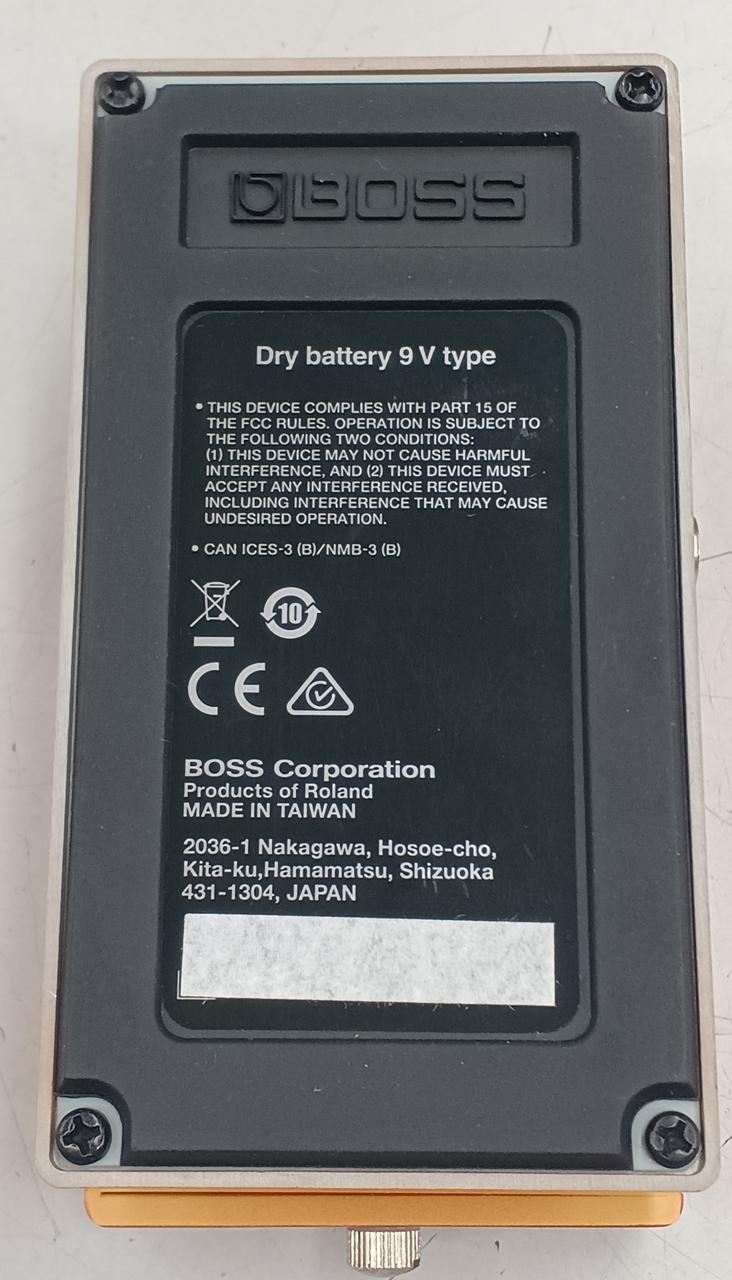 BOSS
Dry battery 9 V type
• THIS DEVICE COMPLIES WITH PART 15 OF
THE FCC RULES. OPERATION IS SUBJECT TO
THE FOLLOWING TWO CONDITIONS:
(1) THIS DEVICE MAY NOT CAUSE HARMFUL
INTERFERENCE, AND (2) THIS DEVICE MUST
ACCEPT ANY INTERFERENCE RECEIVED,
INCLUDING INTERFERENCE THAT MAY CAUSE
UNDESIRED OPERATION.
• CAN ICES-3 (B)/NMB-3 (B)
10
CE
BOSS Corporation
Products of Roland
MADE IN TAIWAN
2036-1 Nakagawa, Hosoe-cho,
Kita-ku,Hamamatsu, Shizuoka
431-1304, JAPAN